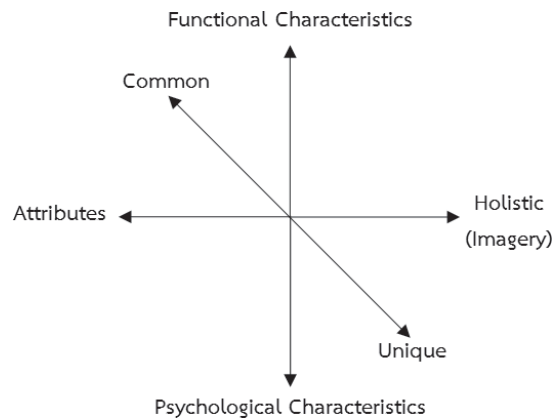 Functional Characteristics
Common
Attributes
Holistic
(Imagery)
Unique
Psychological Characteristics